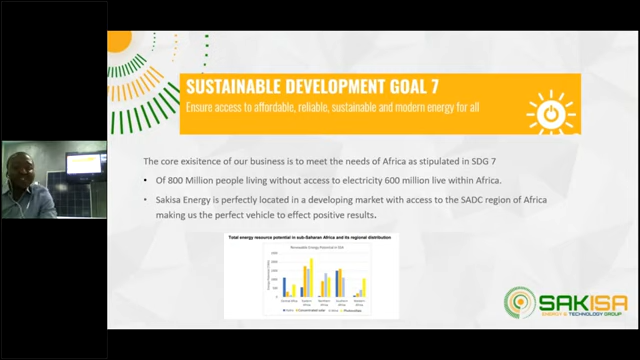 SUSTAINABLE DEVELOPMENT GOAL 7
Ensure access to affordable, reliable, sustainable and modern energy for all
The core exisitence of our business is to meet the needs of Africa as stipulated in SDG 7
• Of 800 Million people living without access to electricity 600 million live within Africa.
• Sakisa Energy is perfectly located in a developing market with access to the SADC region of Africa
making us the perfect vehicle to effect positive results.
Total energy resource potential in sub-Saharan Africa and its regional distribution
Renewable Energy Potential in SSA
SAKISA
ENERGY & TECHNOLOGY GROUP